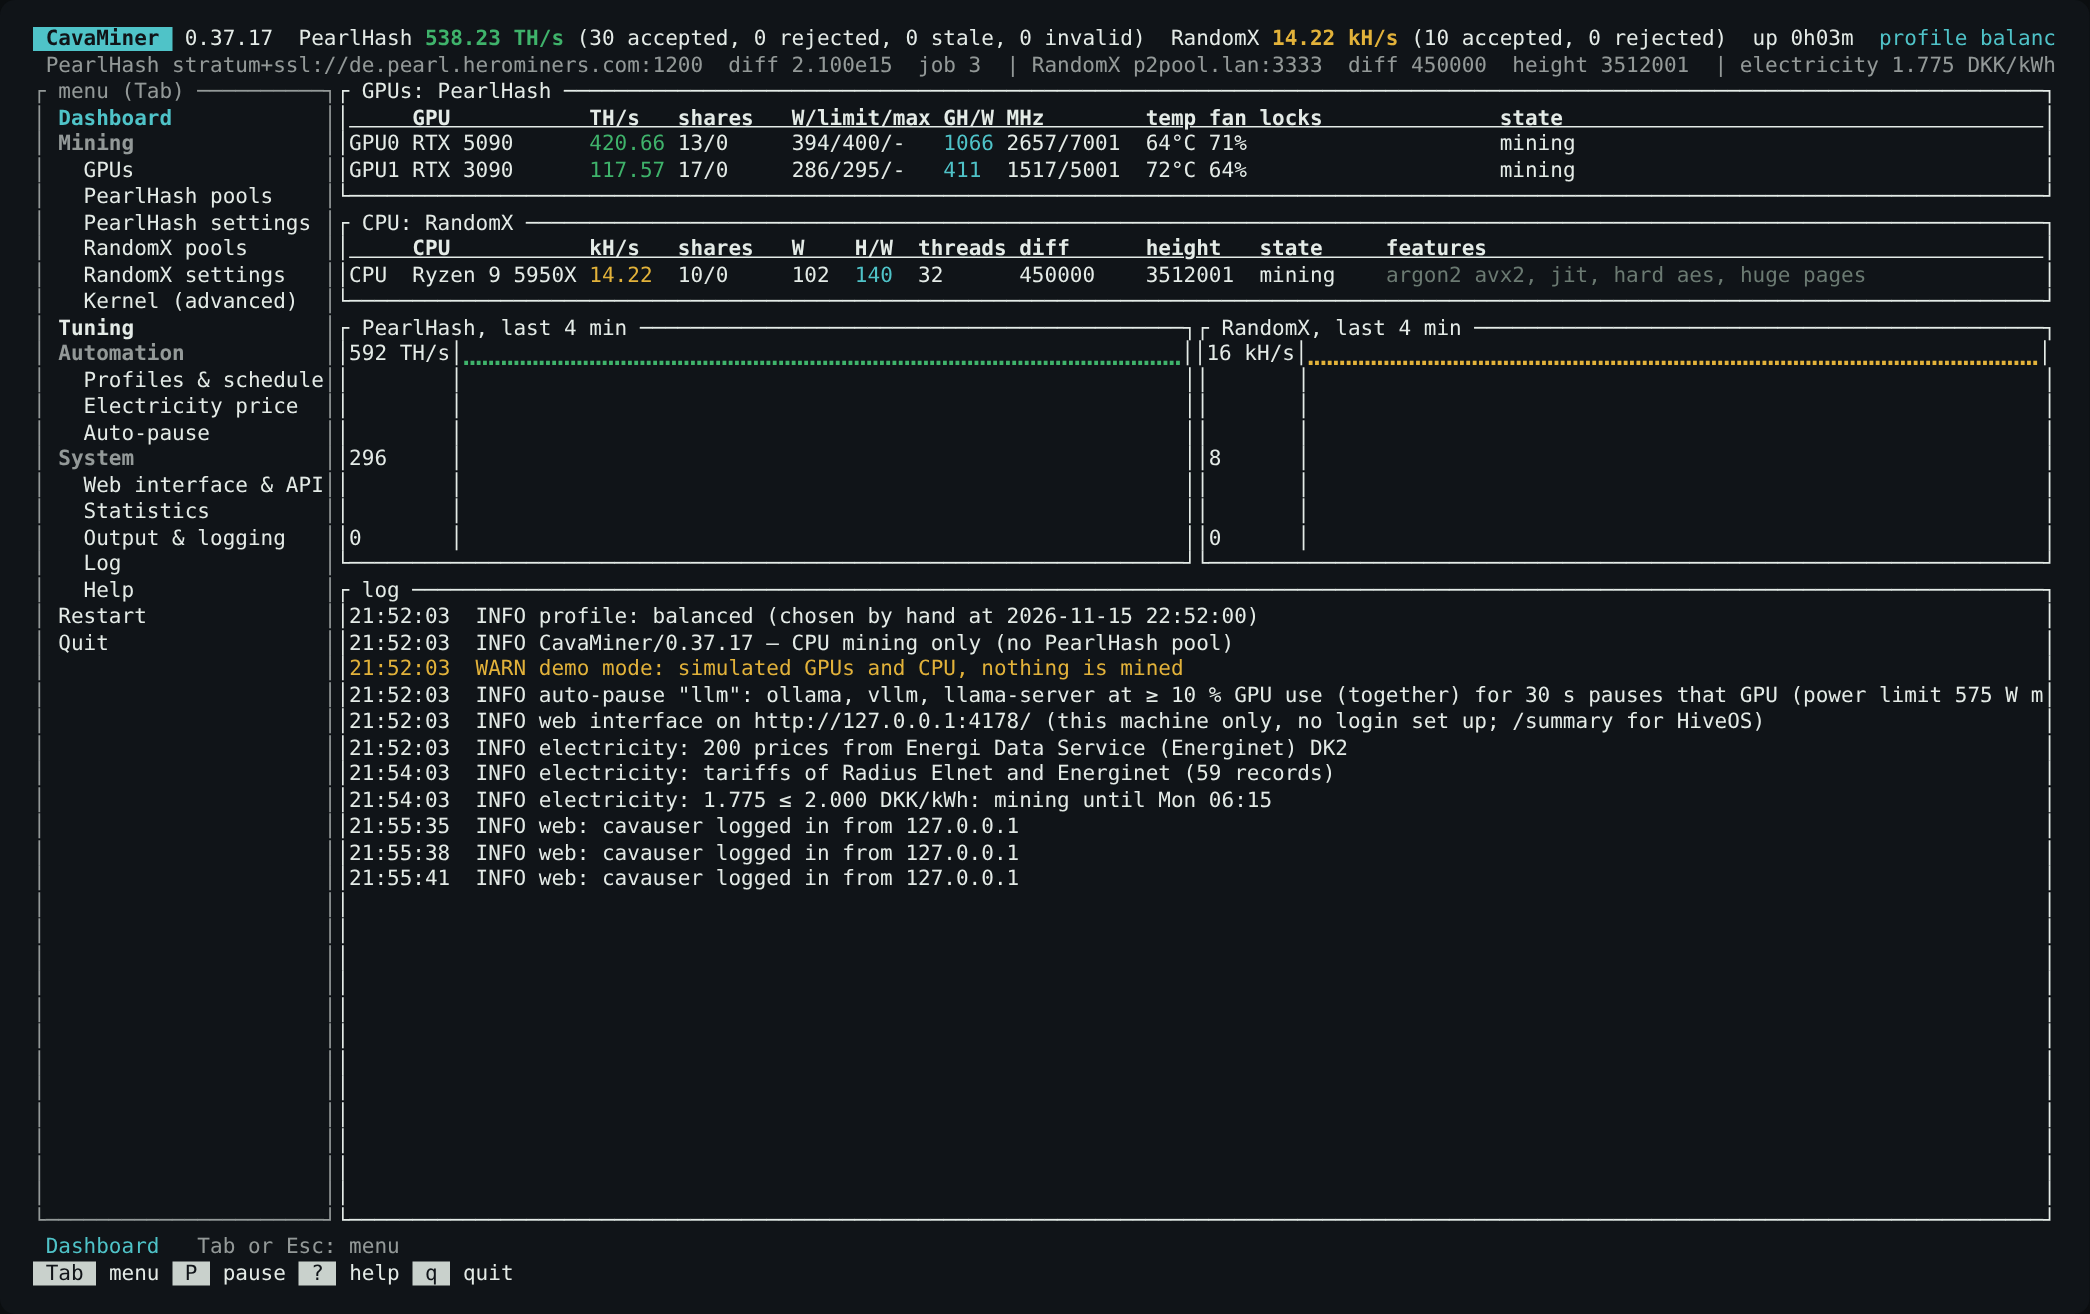 CavaMiner 0.37.17 PearlHash 538.23 TH/s (30 accepted, 0 rejected, 0 stale, 0 invalid) RandomX 14.22 kH/s (10 accepted, 0 rejected) up 0h03m profile balanc
PearlHash stratum+ssl://de.pearl.herominers.com:1200 diff 2.100e15 job 3 | RandomX p2pool.lan:3333 diff 450000 height 3512001 | electricity 1.775 DKK/kWh
menu (Tab)
Dashboard
Mining
GPUs
PearlHash pools
PearlHash settings
RandomX pools
RandomX settings
Kernel (advanced)
Tuning
Automation
Profiles & schedule
Electricity price
Auto-pause
System
Web interface & API
Statistics
Output & logging
Log
Help
Restart
Quit
GPUs: PearlHash
GPU TH/s shares W/limit/max GH/W MHz temp fan locks state
GPU0 RTX 5090 420.66 13/0 394/400/- 1066 2657/7001 64°C 71% mining
GPU1 RTX 3090 117.57 17/0 286/295/- 411 1517/5001 72°C 64% mining
CPU: RandomX
CPU kH/s shares W H/W threads diff height state features
CPU Ryzen 9 5950X 14.22 10/0 102 140 32 450000 3512001 mining argon2 avx2, jit, hard aes, huge pages
PearlHash, last 4 min
592 TH/s
296
0
RandomX, last 4 min
16 kH/s
8
0
log
21:52:03 INFO profile: balanced (chosen by hand at 2026-11-15 22:52:00)
21:52:03 INFO CavaMiner/0.37.17 — CPU mining only (no PearlHash pool)
21:52:03 WARN demo mode: simulated GPUs and CPU, nothing is mined
21:52:03 INFO auto-pause "llm": ollama, vllm, llama-server at ≥ 10 % GPU use (together) for 30 s pauses that GPU (power limit 575 W m
21:52:03 INFO web interface on http://127.0.0.1:4178/ (this machine only, no login set up; /summary for HiveOS)
21:52:03 INFO electricity: 200 prices from Energi Data Service (Energinet) DK2
21:54:03 INFO electricity: tariffs of Radius Elnet and Energinet (59 records)
21:54:03 INFO electricity: 1.775 ≤ 2.000 DKK/kWh: mining until Mon 06:15
21:55:35 INFO web: cavauser logged in from 127.0.0.1
21:55:38 INFO web: cavauser logged in from 127.0.0.1
21:55:41 INFO web: cavauser logged in from 127.0.0.1
Dashboard Tab or Esc: menu
Tab menu P pause ? help q quit